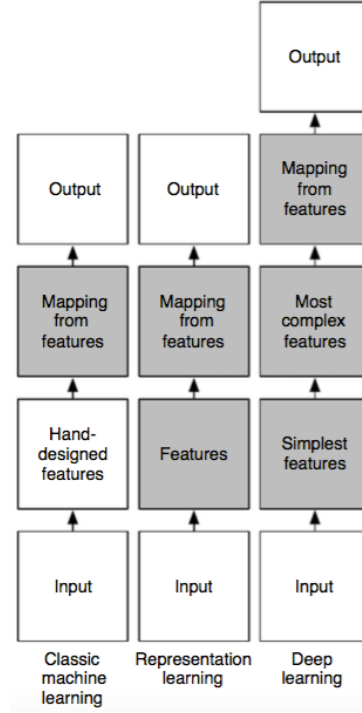 Output
Output
Output
Mapping
from
features
Mapping
from
features
Mapping
from
features
Most
complex
features
Hand-
designed
features
Features
Simplest
features
Input
Input
Input
Classic
machine
learning
Representation
learning
Deep
learning